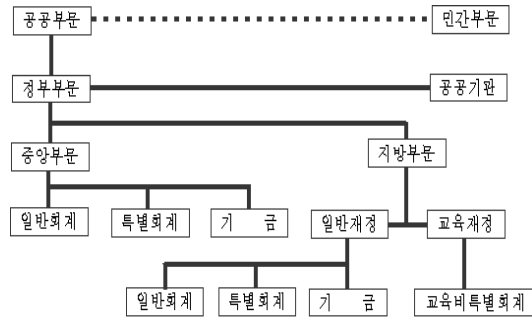 공공부문 민간부문
정부부문 공공기관
중앙부문 지방부문
일반회계 특별회계 기 금 일반재정 교육재정
일반회계 특별회계 기 금 교육비특별회계